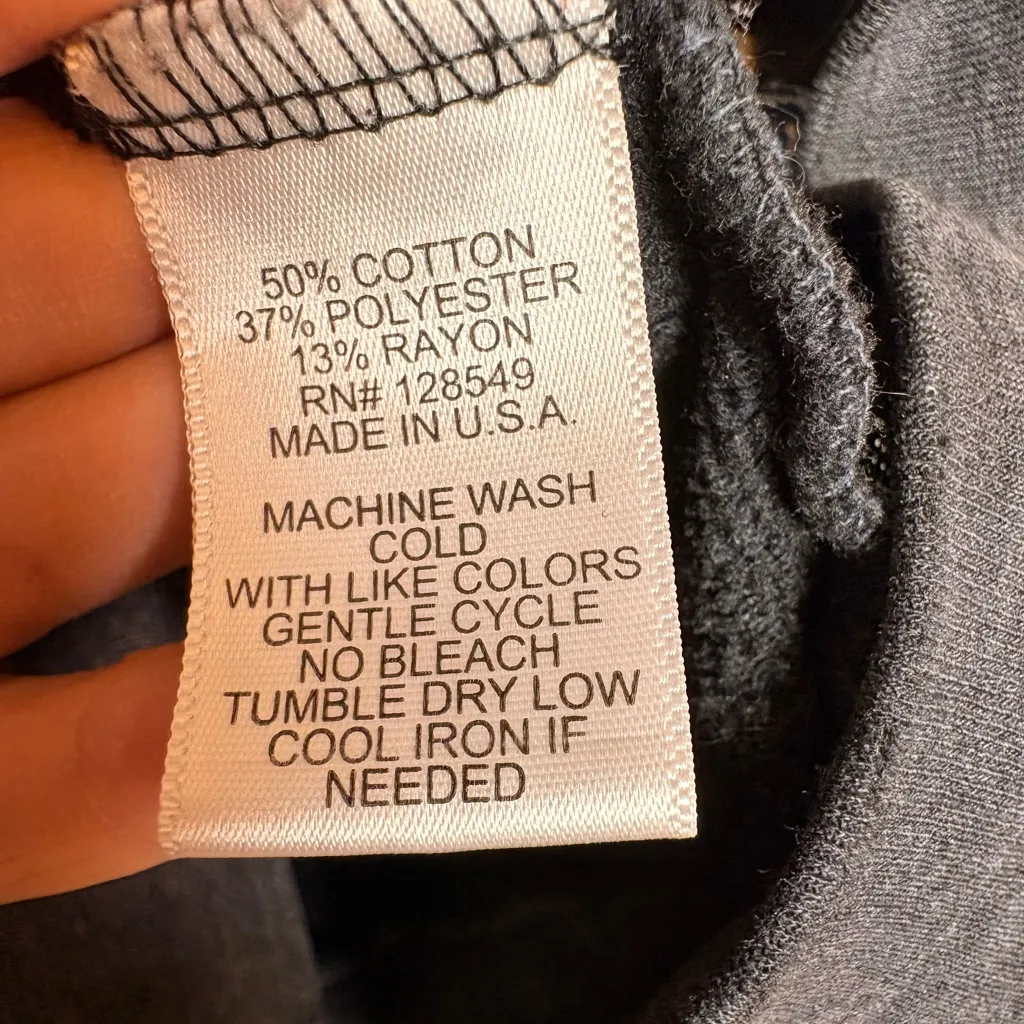 50% COTTON
37% POLYESTER
13% RAYON
RN# 128549
MADE IN U.S.A.
MACHINE WASH
COLD
WITH LIKE COLORS
GENTLE CYCLE
NO BLEACH
TUMBLE DRY LOW
COOL IRON IF
NEEDED